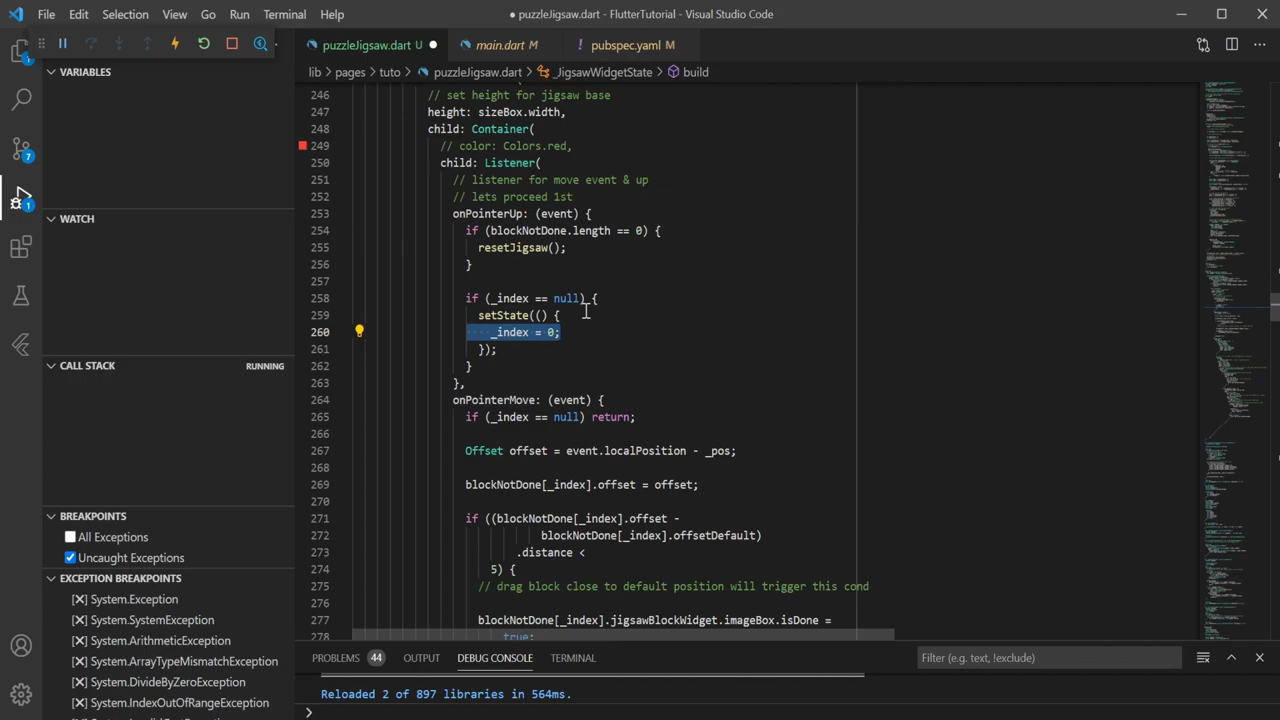 File Edit Selection View Go Run Terminal Help
● puzzleJigsaw.dart - FlutterTutorial - Visual Studio Code
puzzleJigsaw.dart U
main.dart M
pubspec.yaml M
lib > pages > tuto > puzzleJigsaw.dart > _JigsawWidgetState > build
VARIABLES
WATCH
CALL STACK RUNNING
BREAKPOINTS
All Exceptions
Uncaught Exceptions
EXCEPTION BREAKPOINTS
System.Exception
System.SystemException
System.ArithmeticException
System.ArrayTypeMismatchException
System.DivideByZeroException
System.IndexOutOfRangeException
1
7
1
246 // set height for jigsaw base
247 height: sizeBox.width,
248 child: Container(
249 // color: Colors.red,
250 child: Listener(
251 // listener for move event & up
252 // lets proceed 1st
253 onPointerUp: (event) {
254 if (blockNotDone.length == 0) {
255 resetJigsaw();
256 }
257
258 if (_index == null) {
259 setState(() {
260 _index = 0;
261 });
262 }
263 },
264 onPointerMove: (event) {
265 if (_index == null) return;
266
267 Offset offset = event.localPosition - _pos;
268
269 blockNotDone[_index].offset = offset;
270
271 if ((blockNotDone[_index].offset -
272 blockNotDone[_index].offsetDefault)
273 .distance <
274 5) {
275 // drag block close to default position will trigger this cond
276
277 blockNotDone[_index].jigsawBlockWidget.imageBox.isDone =
278 true;
PROBLEMS 44 OUTPUT DEBUG CONSOLE TERMINAL
Filter (e.g. text, !exclude)
Reloaded 2 of 897 libraries in 564ms.